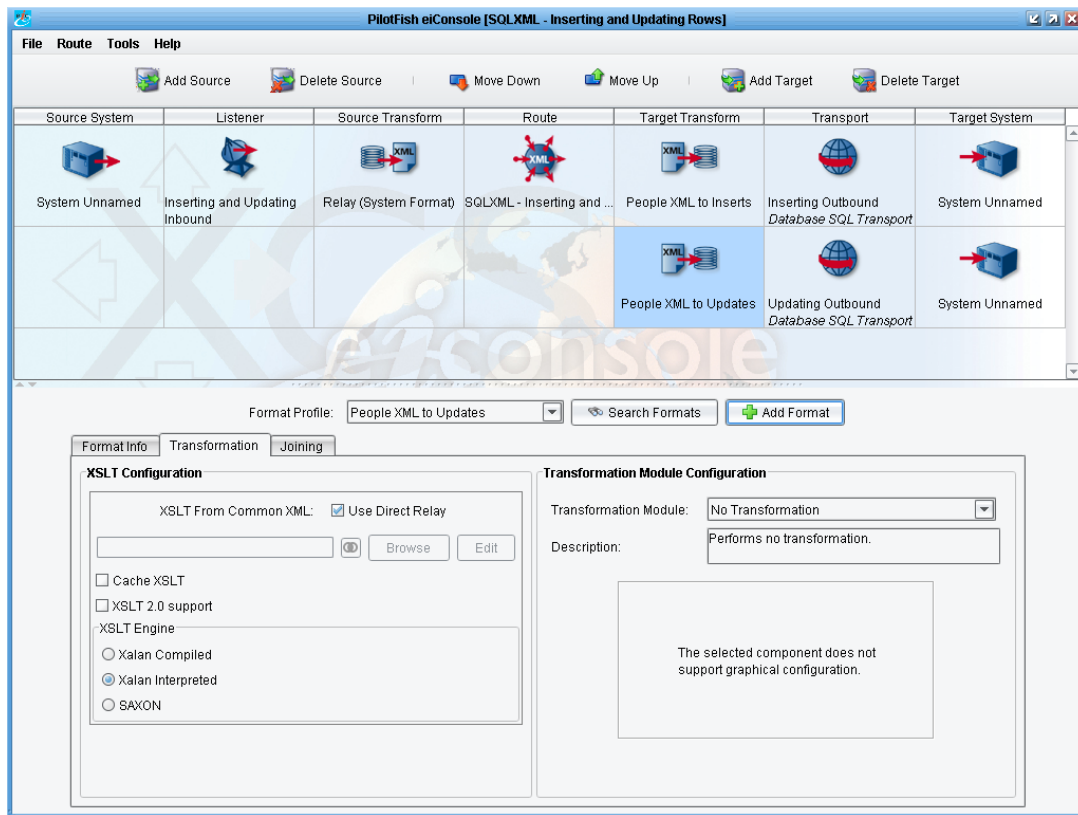 PilotFish eiConsole [SQLXML - Inserting and Updating Rows]
File Route Tools Help
Add Source Delete Source Move Down Move Up Add Target Delete Target
Source System Listener Source Transform Route Target Transform Transport Target System
XML XML XML
System Unnamed Inserting and Updating Inbound Relay (System Format) SQLXML - Inserting and ... People XML to Inserts Inserting Outbound Database SQL Transport System Unnamed
XML
People XML to Updates Updating Outbound Database SQL Transport System Unnamed
XCS
eiconsole
Format Profile: People XML to Updates Search Formats Add Format
Format Info Transformation Joining
XSLT Configuration
XSLT From Common XML: Use Direct Relay
Browse Edit
Cache XSLT
XSLT 2.0 support
XSLT Engine
Xalan Compiled
Xalan Interpreted
SAXON
Transformation Module Configuration
Transformation Module: No Transformation
Description: Performs no transformation.
The selected component does not
support graphical configuration.